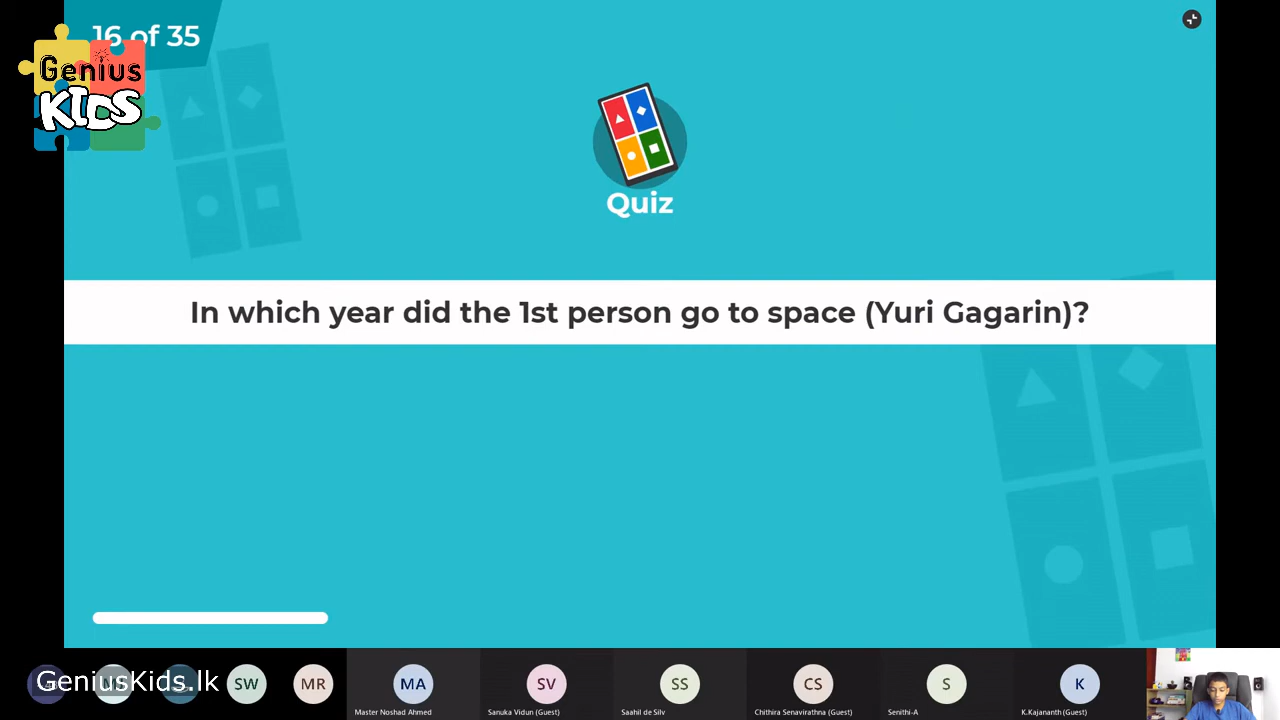 16 of 35
Genius
KIDS
Quiz
In which year did the 1st person go to space (Yuri Gagarin)?
GeniusKids.lk
SW
MR
MA
SV
SS
CS
S
K
Master Noshad Ahmed
Sanuka Vidun (Guest)
Saahil de Silv
Chithira Senavirathna (Guest)
Senithi-A
K.Kajananth (Guest)